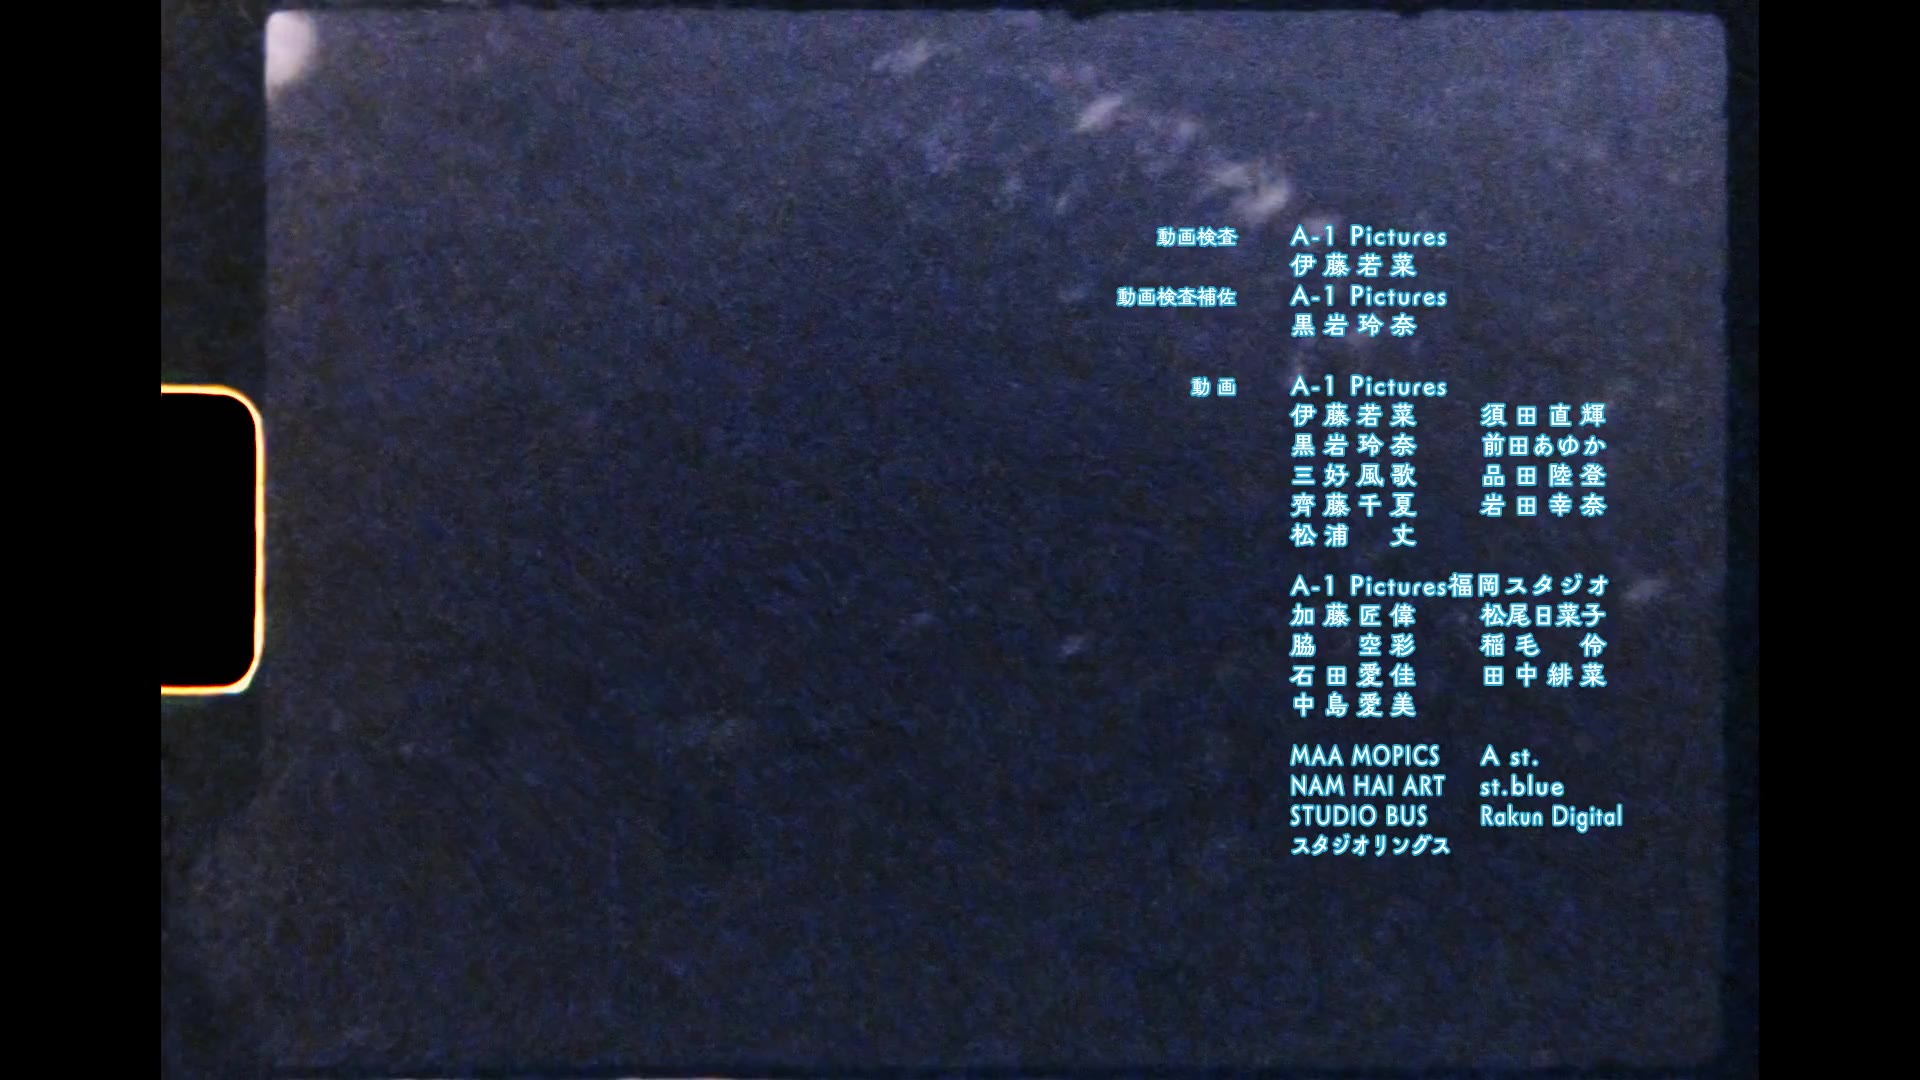 動画検査 A-1 Pictures
伊藤若菜
動画検査補佐 A-1 Pictures
黒岩玲奈
動画 A-1 Pictures
伊藤若菜 須田直輝
黒岩玲奈 前田あゆか
三好風歌 品田陸登
齊藤千夏 岩田幸奈
松浦 丈
A-1 Pictures福岡スタジオ
加藤匠偉 松尾日菜子
脇 空彩 稲毛 伶
石田愛佳 田中緋菜
中島愛美
MAA MOPICS A st.
NAM HAI ART st.blue
STUDIO BUS Rakun Digital
スタジオリングス